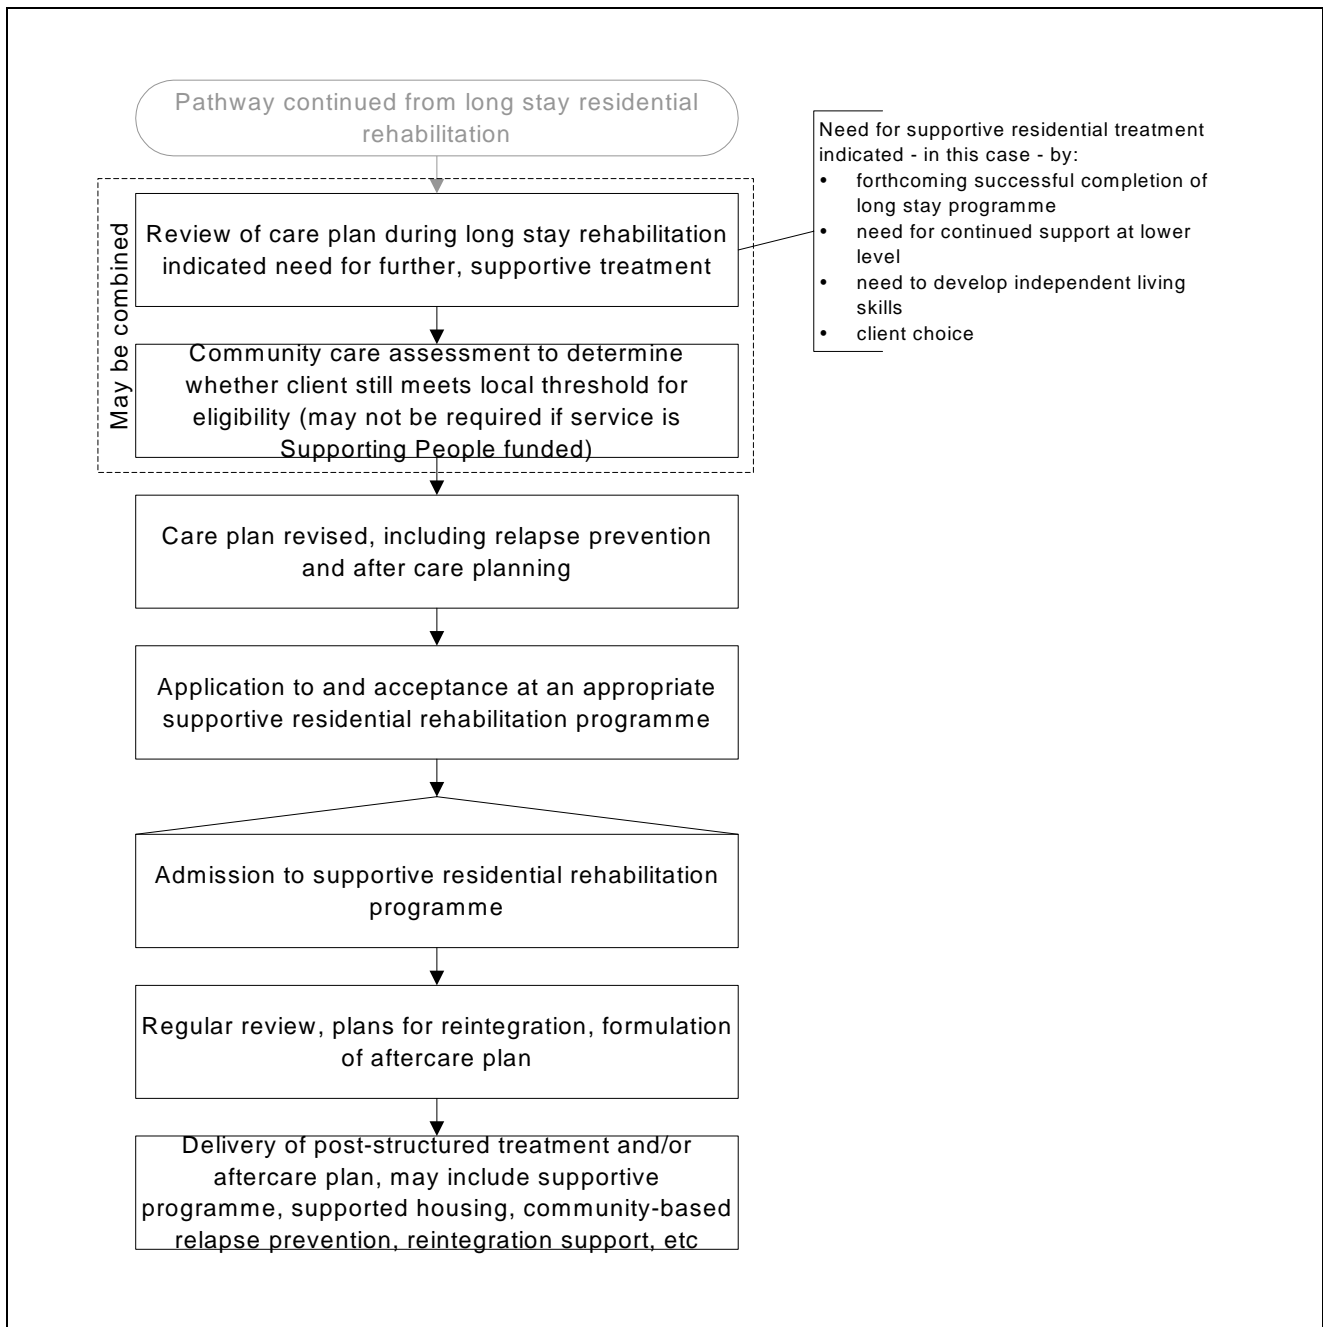 Pathway continued from long stay residential
rehabilitation
May be combined
Review of care plan during long stay rehabilitation
indicated need for further, supportive treatment
Need for supportive residential treatment
indicated - in this case - by:
• forthcoming successful completion of
long stay programme
• need for continued support at lower
level
• need to develop independent living
skills
• client choice
Community care assessment to determine
whether client still meets local threshold for
eligibility (may not be required if service is
Supporting People funded)
Care plan revised, including relapse prevention
and after care planning
Application to and acceptance at an appropriate
supportive residential rehabilitation programme
Admission to supportive residential rehabilitation
programme
Regular review, plans for reintegration, formulation
of aftercare plan
Delivery of post-structured treatment and/or
aftercare plan, may include supportive
programme, supported housing, community-based
relapse prevention, reintegration support, etc